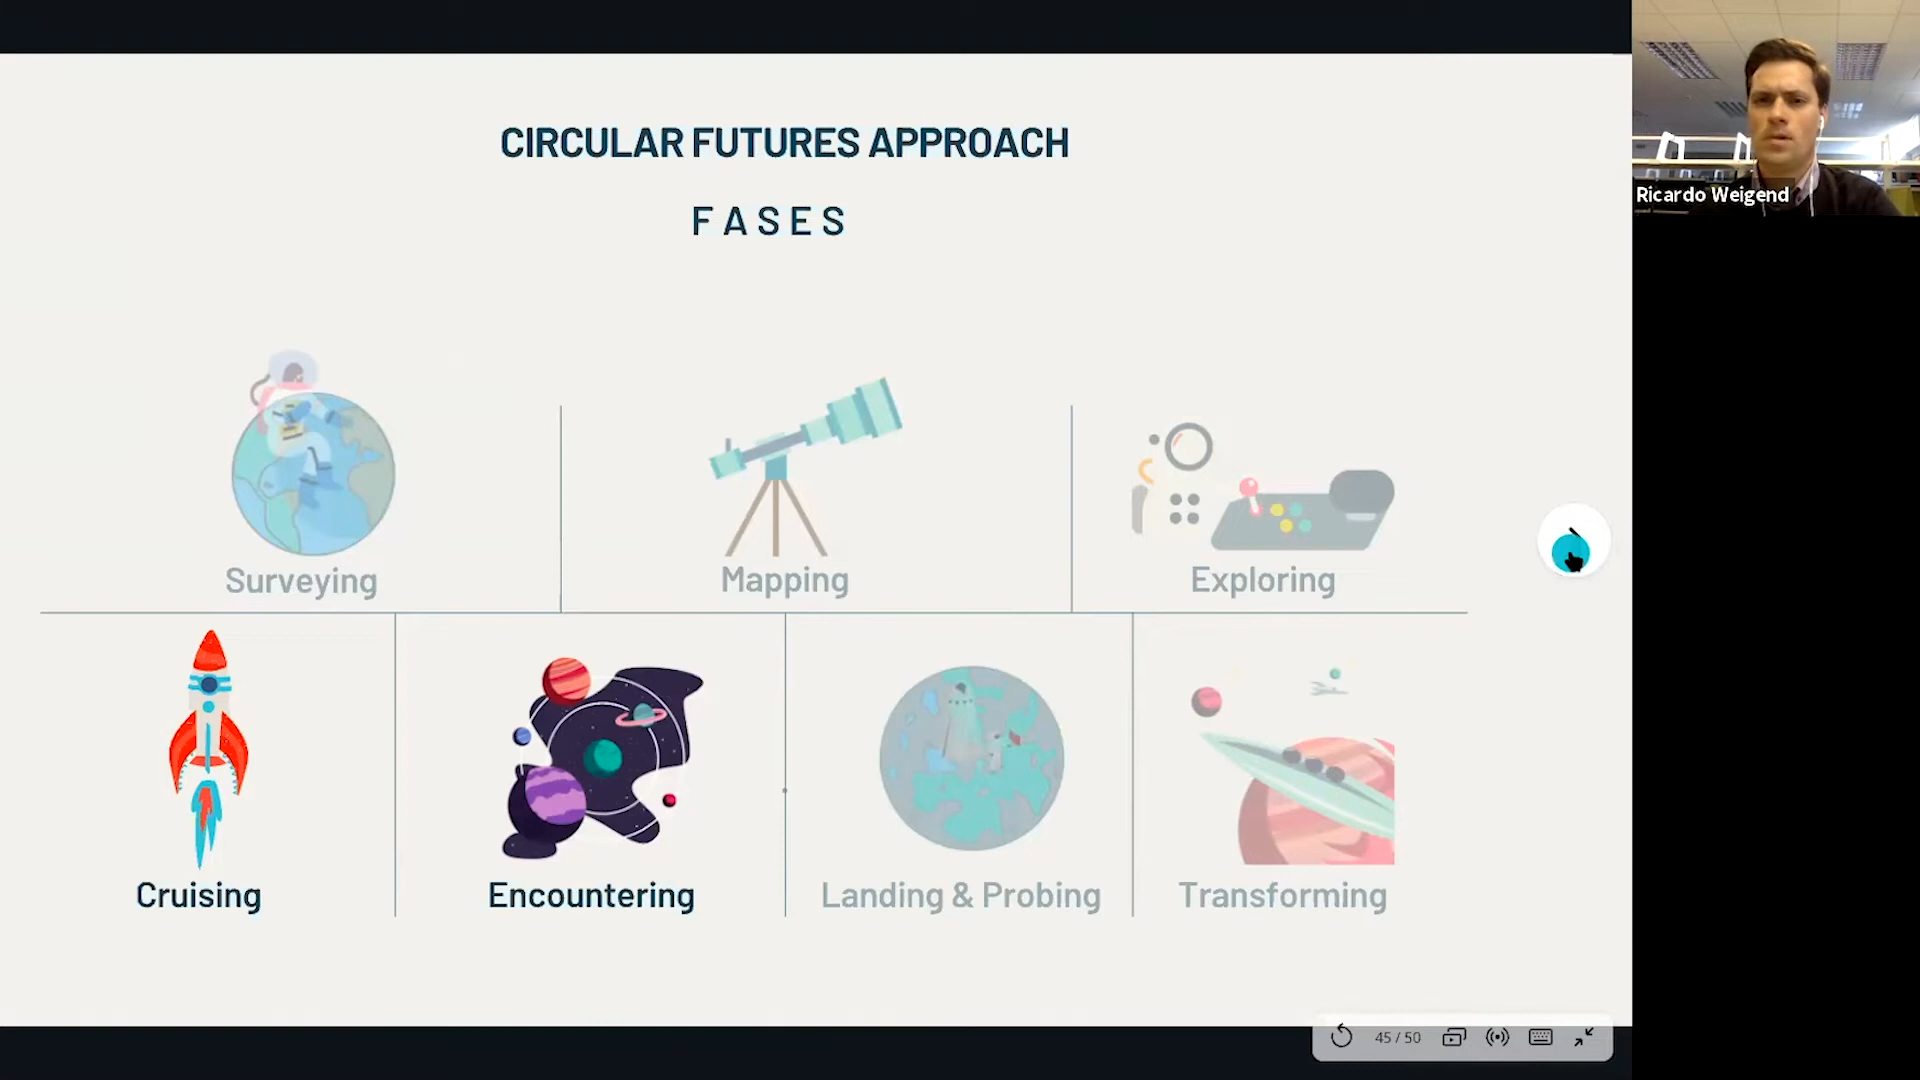 CIRCULAR FUTURES APPROACH
FASES
Ricardo Weigend
Surveying
Mapping
Exploring
Cruising
Encountering
Landing & Probing
Transforming
45 / 50